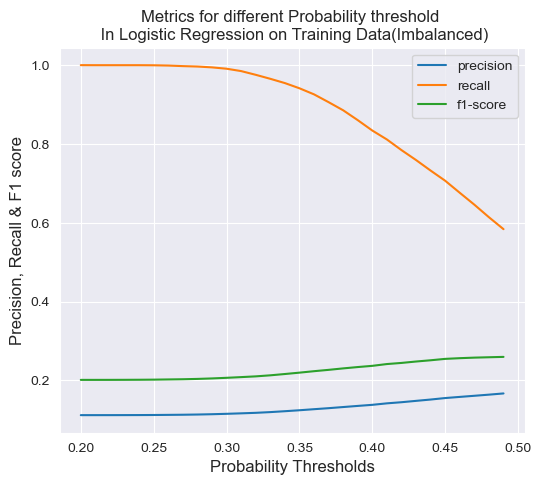 Metrics for different Probability threshold
In Logistic Regression on Training Data(Imbalanced)
precision
recall
f1-score
Precision, Recall & F1 score
1.0
0.8
0.6
0.4
0.2
0.20 0.25 0.30 0.35 0.40 0.45 0.50
Probability Thresholds